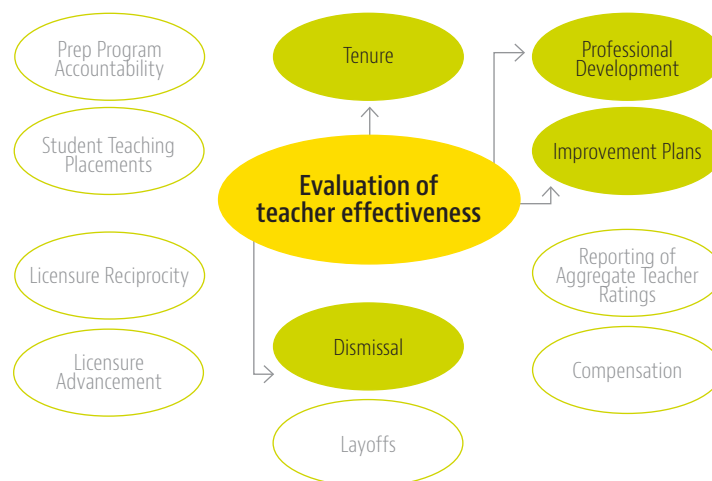 Prep Program
Accountability
Tenure
Professional
Development
Student Teaching
Placements
Improvement Plans
Evaluation of
teacher effectiveness
Licensure Reciprocity
Reporting of
Aggregate Teacher
Ratings
Dismissal
Licensure
Advancement
Compensation
Layoffs